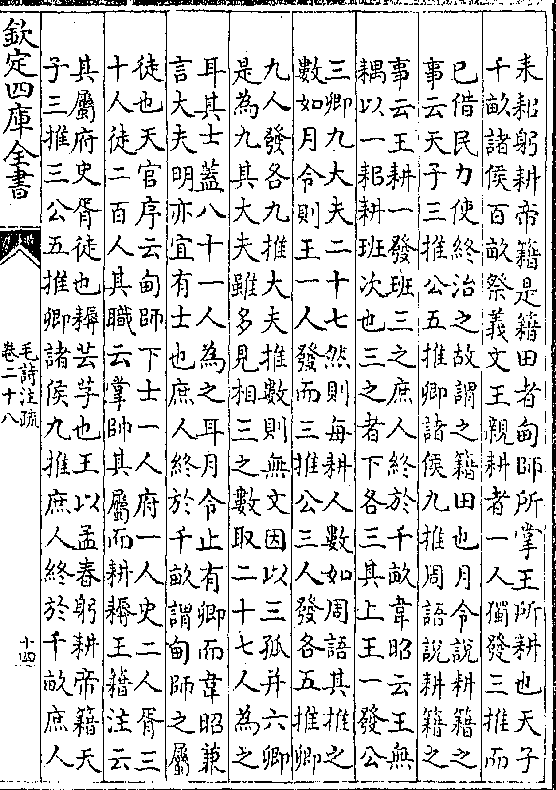 耒耜躬耕帝籍是籍田者甸師所掌王所耕也天子
千畝諸侯百畝祭義文王親耕者一人獨發三推而
已借民力使終治之故謂之籍田也月令說耕籍之
事云天子三推公五推卿諸侯九推周語說耕籍之
事云王耕一發班三之庶人終於千畝韋昭云王無
耦以一耜耕班次也三之者下各三其上王一發公
三卿九大夫二十七然則每耕人數如周語其推之
數如月令則王一人發而三推公三人發各五推卿
九人發各九推大夫推數則無文因以三孤并六卿
是為九其大夫雖多見相三之數取二十七人為之
耳其士蓋八十一人為之耳月令止有卿而韋昭兼
言大夫明亦宜有士也庶人終於千畝謂甸師之屬
徒也天官序云甸師下士一人府一人史二人胥三
十人徒二百人其職云掌帥其屬而耕耨王籍注云
其屬府史胥徒也耨芸芓也王以孟春躬耕帝籍天
子三推三公五推卿諸侯九推庶人終於千畝庶人
欽定四庫全書
毛詩注疏
卷二十八
十四